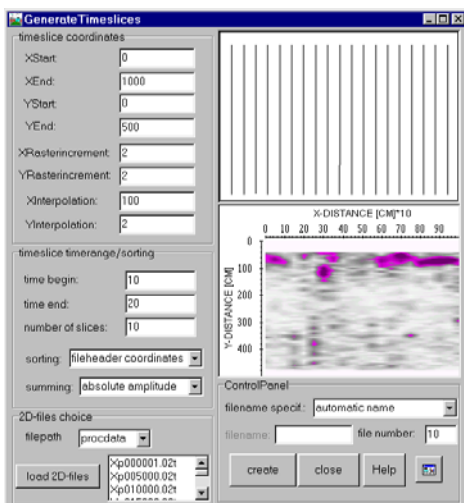 GenerateTimeslices
timeslice coordinates
XStart: 0
XEnd: 1000
YStart: 0
YEnd: 500
XRasterincrement: 2
YRasterincrement: 2
XInterpolation: 100
YInterpolation: 2
timeslice timerange/sorting
time begin: 10
time end: 20
number of slices: 10
sorting: fileheader coordinates
summing: absolute amplitude
2D-files choice
filepath procdata
load 2D-files
Xp000001.02t
Xp005000.02t
Xp010000.02t
X-DISTANCE [CM]*10
0 10 20 30 40 50 60 70 80 90
Y-DISTANCE [CM]
0
100
200
300
400
ControlPanel
filename specif.: automatic name
filename: file number: 10
create close Help